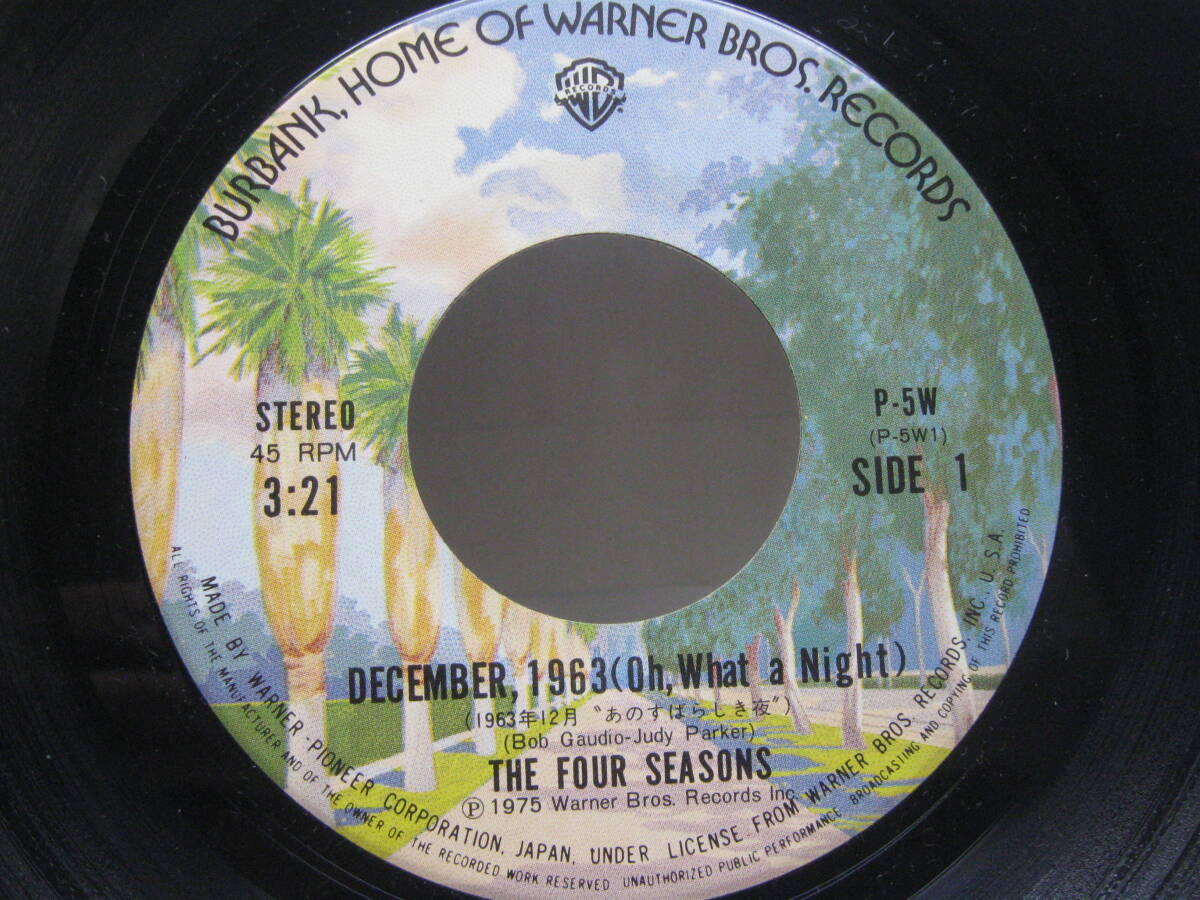 BURBANK, HOME OF WARNER BROS. RECORDS
RECORDS
STEREO
45 RPM
3:21
P-5W
(P-5W1)
SIDE 1
DECEMBER, 1963 (Oh, What a Night)
(1963年12月 〝あのすばらしき夜〟)
(Bob Gaudio-Judy Parker)
THE FOUR SEASONS
Ⓟ 1975 Warner Bros. Records Inc.
MADE BY WARNER-PIONEER CORPORATION, JAPAN, UNDER LICENSE FROM WARNER BROS. RECORDS, INC., U.S.A.
ALL RIGHTS OF THE MANUFACTURER AND OF THE OWNER OF THE RECORDED WORK RESERVED UNAUTHORIZED PUBLIC PERFORMANCE BROADCASTING AND COPYING OF THIS RECORD PROHIBITED